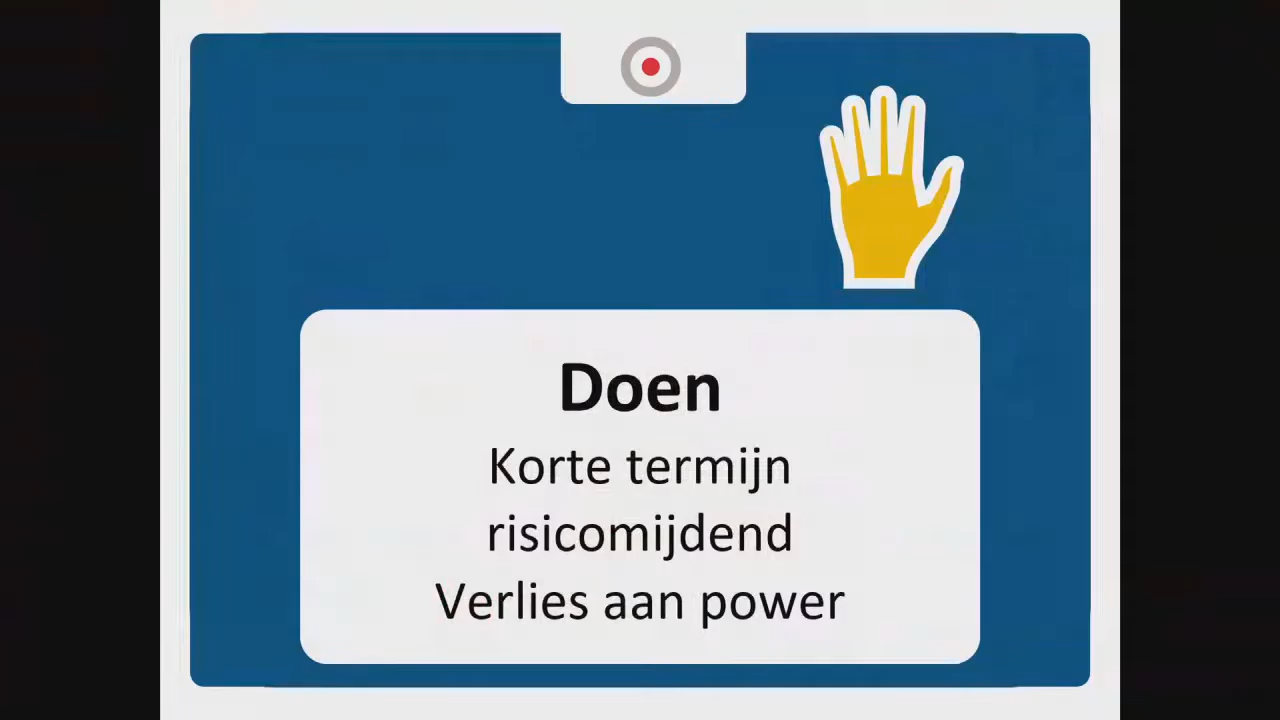 Doen
Korte termijn
risicomijdend
Verlies aan power